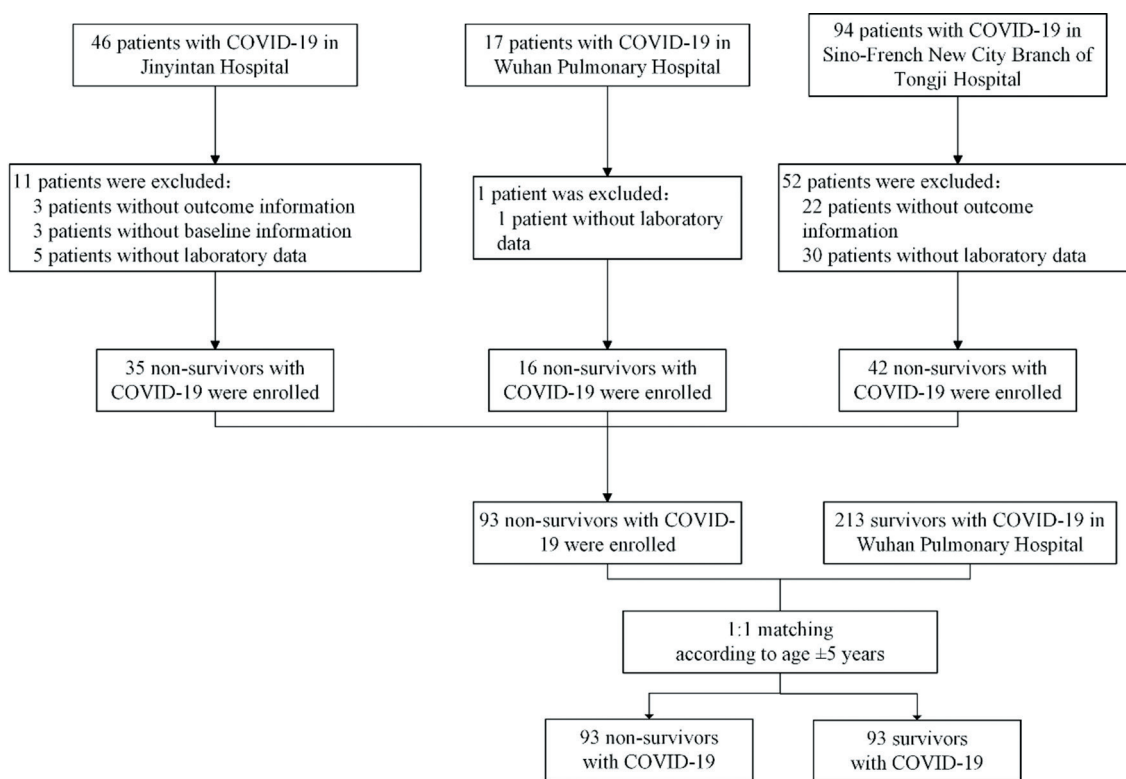 46 patients with COVID-19 in
Jinyintan Hospital
17 patients with COVID-19 in
Wuhan Pulmonary Hospital
94 patients with COVID-19 in
Sino-French New City Branch of
Tongji Hospital
11 patients were excluded:
3 patients without outcome information
3 patients without baseline information
5 patients without laboratory data
1 patient was excluded:
1 patient without laboratory
data
52 patients were excluded:
22 patients without outcome
information
30 patients without laboratory data
35 non-survivors with
COVID-19 were enrolled
16 non-survivors with
COVID-19 were enrolled
42 non-survivors with
COVID-19 were enrolled
93 non-survivors with COVID-
19 were enrolled
213 survivors with COVID-19 in
Wuhan Pulmonary Hospital
1:1 matching
according to age ±5 years
93 non-survivors
with COVID-19
93 survivors
with COVID-19